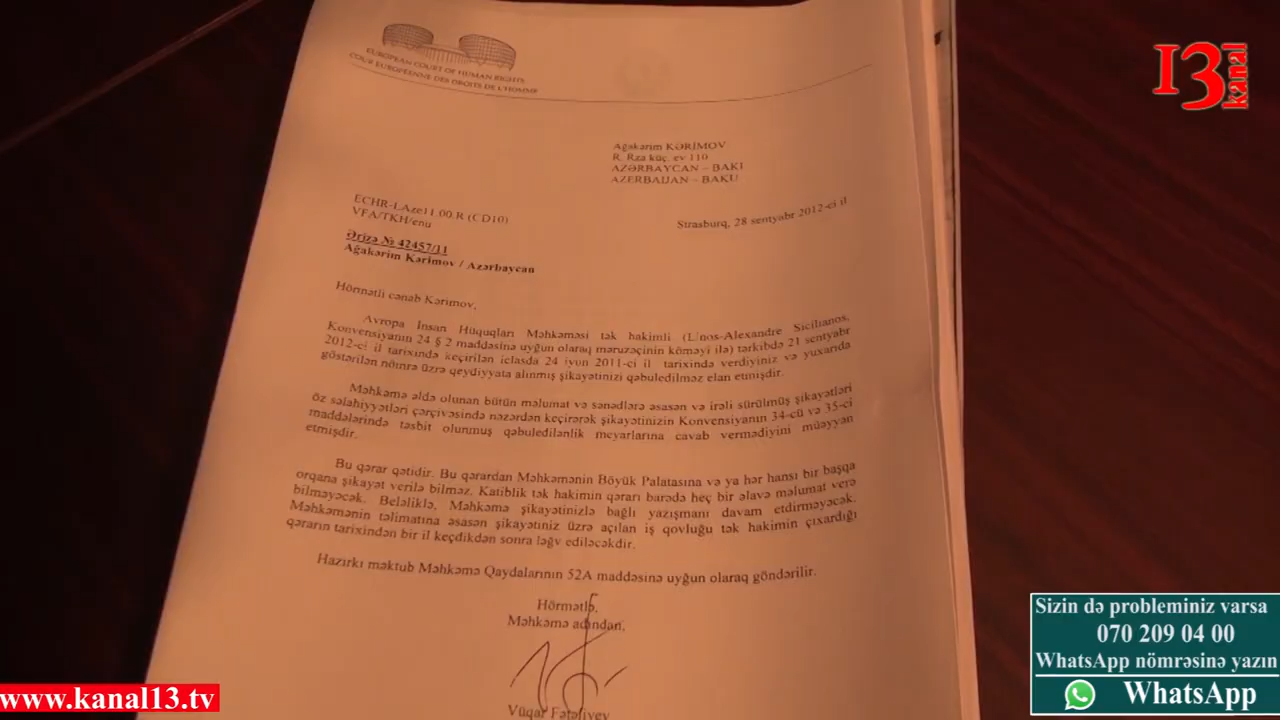 EUROPEAN COURT OF HUMAN RIGHTS
COUR EUROPÉENNE DES DROITS DE L'HOMME
13 kanal
Ağakərim KƏRİMOV
R. Rza küç. ev 110
AZƏRBAYCAN – BAKI
AZERBAIJAN – BAKU
ECHR-LAze11.00 R (CD10)
VFA/TKH/enu
Strasburq, 28 sentyabr 2012-ci il
Ərizə № 42457/11
Ağakərim Kərimov / Azərbaycan
Hörmətli cənab Kərimov,
Avropa İnsan Hüquqları Məhkəməsi tək hakimli (Linos-Alexandre Sicilianos,
Konvensiyanın 24 § 2 maddəsinə uyğun olaraq məruzəçinin köməyi ilə) tərkibdə 21 sentyabr
2012-ci il tarixində keçirilən iclasda 24 iyon 2011-ci il tarixində verdiyiniz və yuxarıda
göstərilən nömrə üzrə qeydiyyata alınmış şikayətinizi qəbuledilməz elan etmişdir.
Məhkəmə əldə olunan bütün məlumat və sənədlərə əsasən və irəli sürülmüş şikayətləri
öz səlahiyyətləri çərçivəsində nəzərdən keçirərək şikayətinizin Konvensiyanın 34-cü və 35-ci
maddələrində təsbit olunmuş qəbuledilənlik meyarlarına cavab vermədiyini müəyyən
etmişdir.
Bu qərar qətidir. Bu qərardan Məhkəmənin Böyük Palatasına və ya hər hansı bir başqa
orqana şikayət verilə bilməz. Katiblik tək hakimin qərarı barədə heç bir əlavə məlumat verə
bilməyəcək. Beləliklə, Məhkəmə şikayətinizlə bağlı yazışmanı davam etdirməyəcək.
Məhkəmənin təlimatına əsasən şikayətiniz üzrə açılan iş qovluğu tək hakimin çıxardığı
qərarın tarixindən bir il keçdikdən sonra ləğv ediləcəkdir.
Hazırki məktub Məhkəmə Qaydalarının 52A maddəsinə uyğun olaraq göndərilir.
Hörmətlə,
Məhkəmə adından,
Vüqar Fətəliyev
www.kanal13.tv
Sizin də probleminiz varsa
070 209 04 00
WhatsApp nömrəsinə yazın
WhatsApp